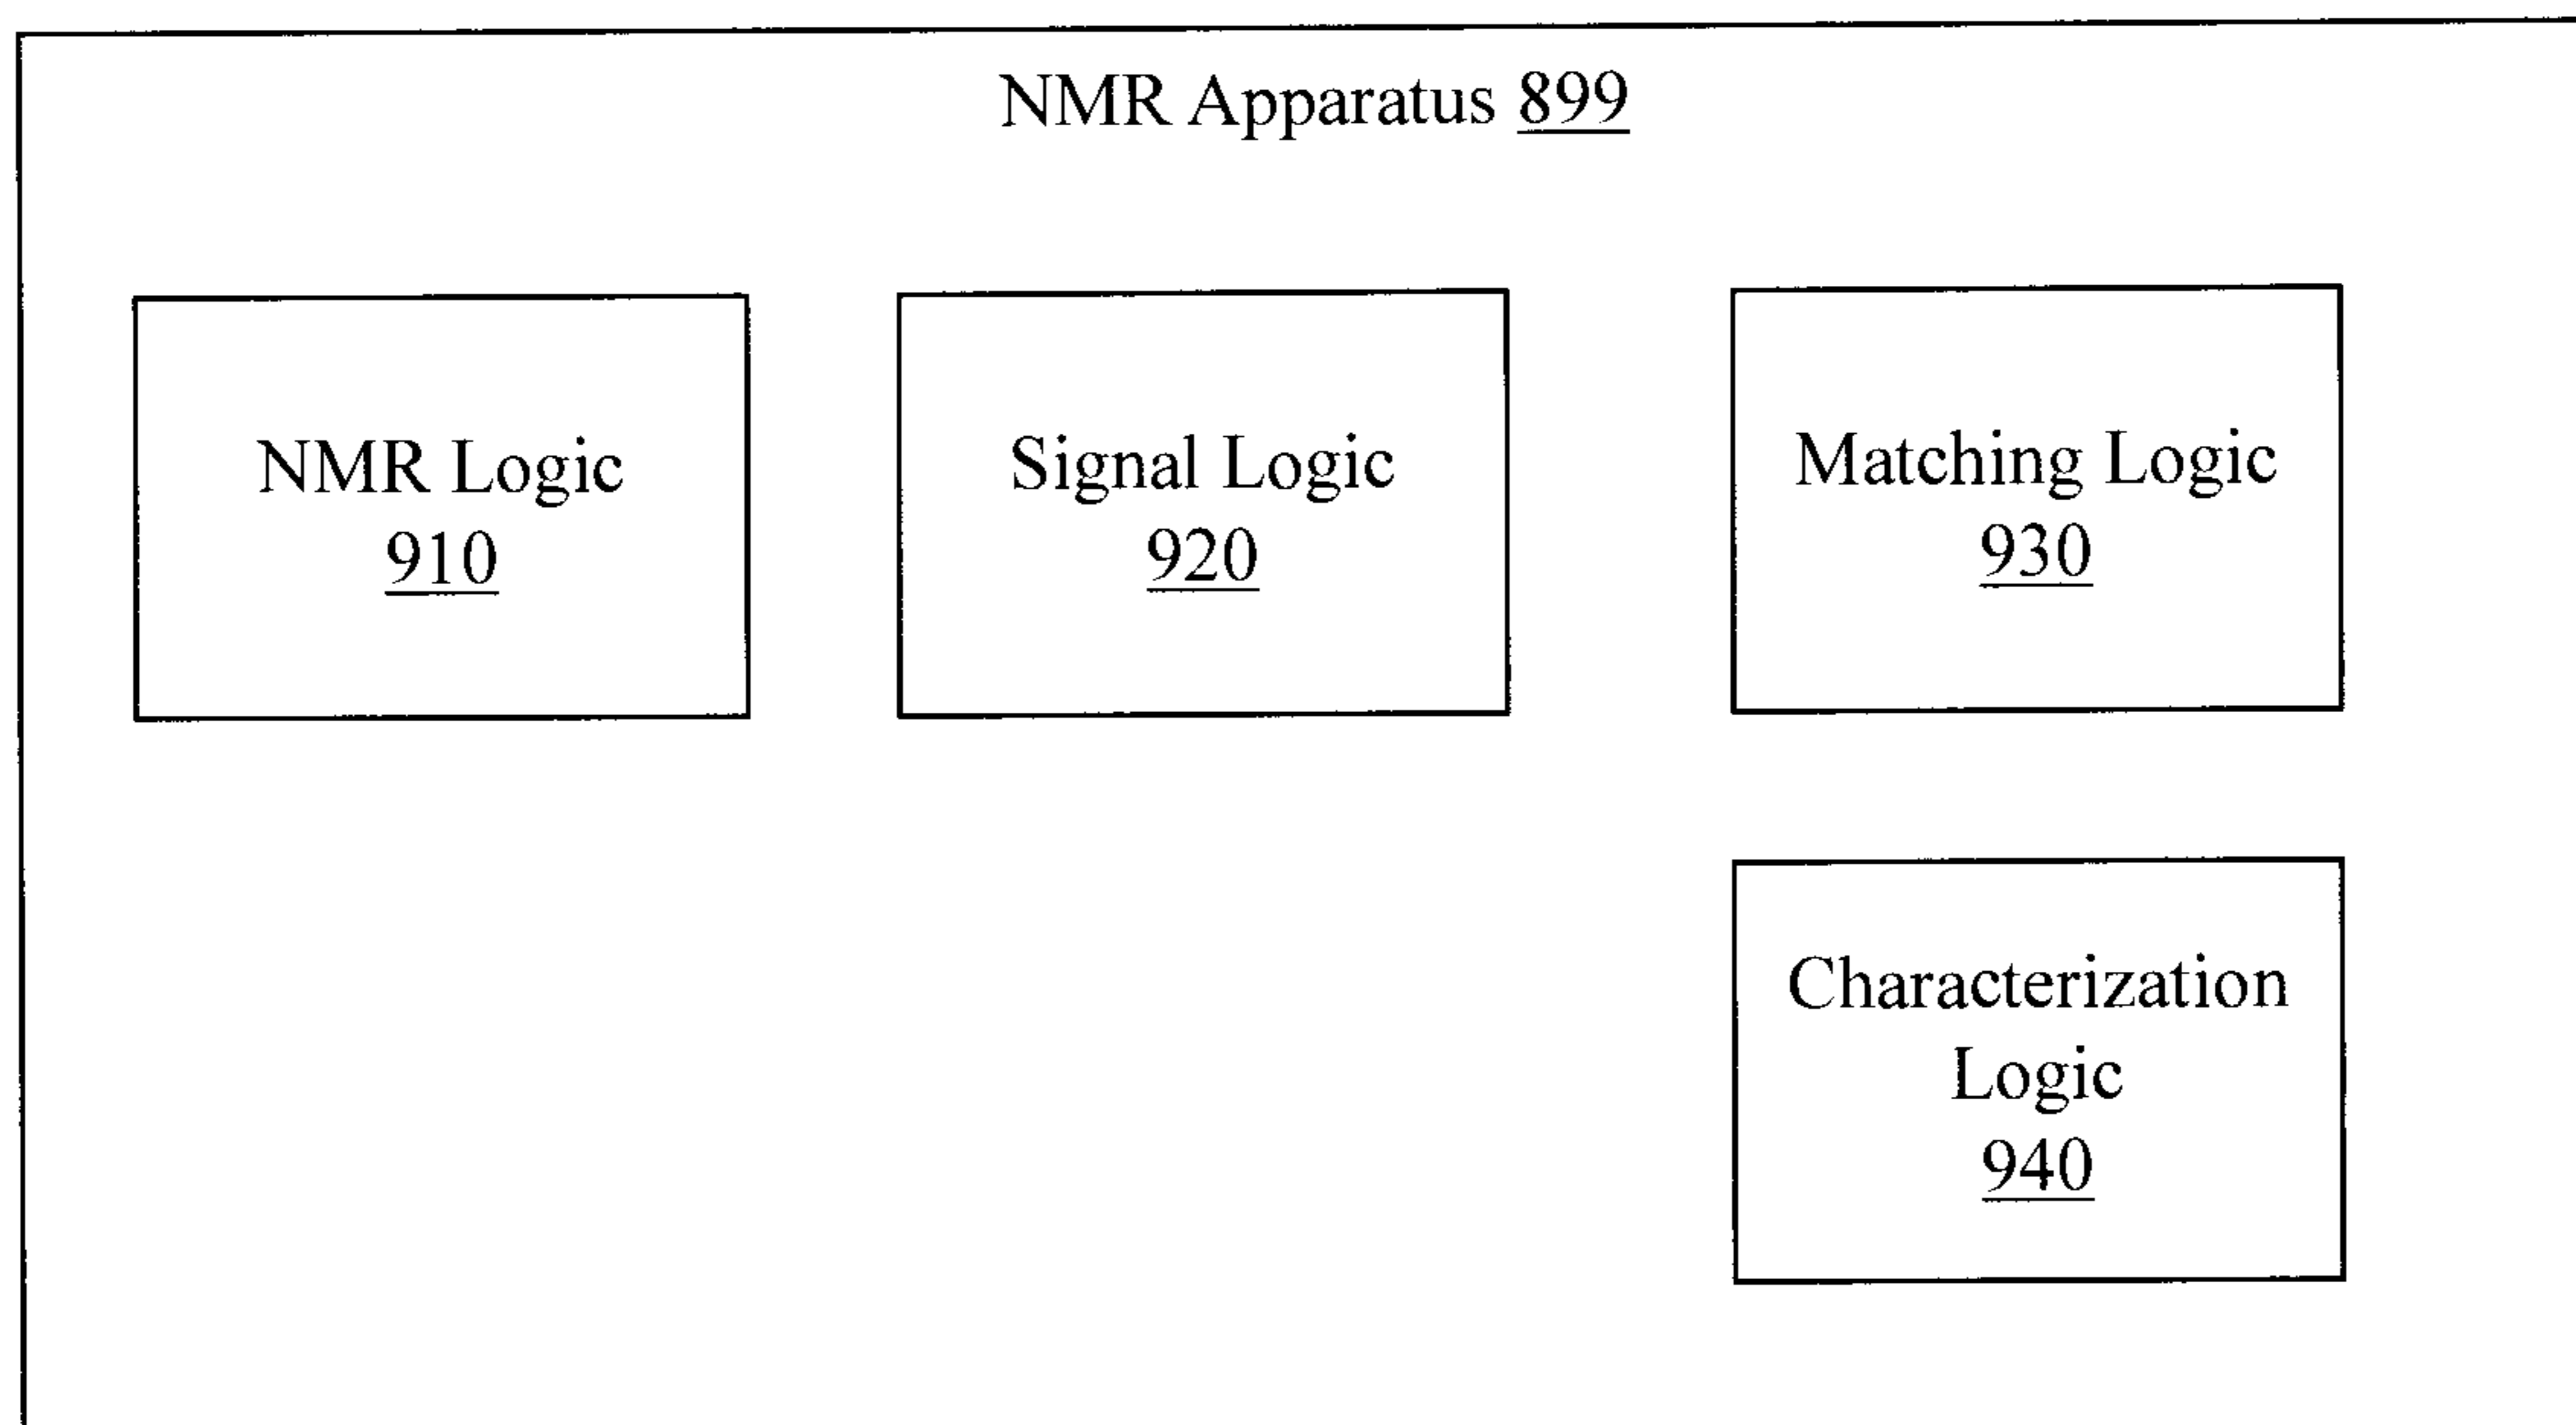 NMR Apparatus 899
NMR Logic
910
Signal Logic
920
Matching Logic
930
Characterization
Logic
940